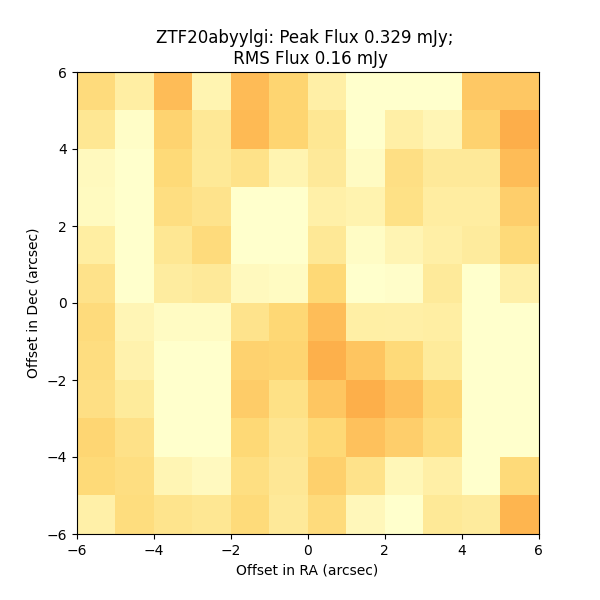 ZTF20abyylgi: Peak Flux 0.329 mJy;
RMS Flux 0.16 mJy
6
4
2
0
−2
−4
−6
Offset in Dec (arcsec)
−6 −4 −2 0 2 4 6
Offset in RA (arcsec)